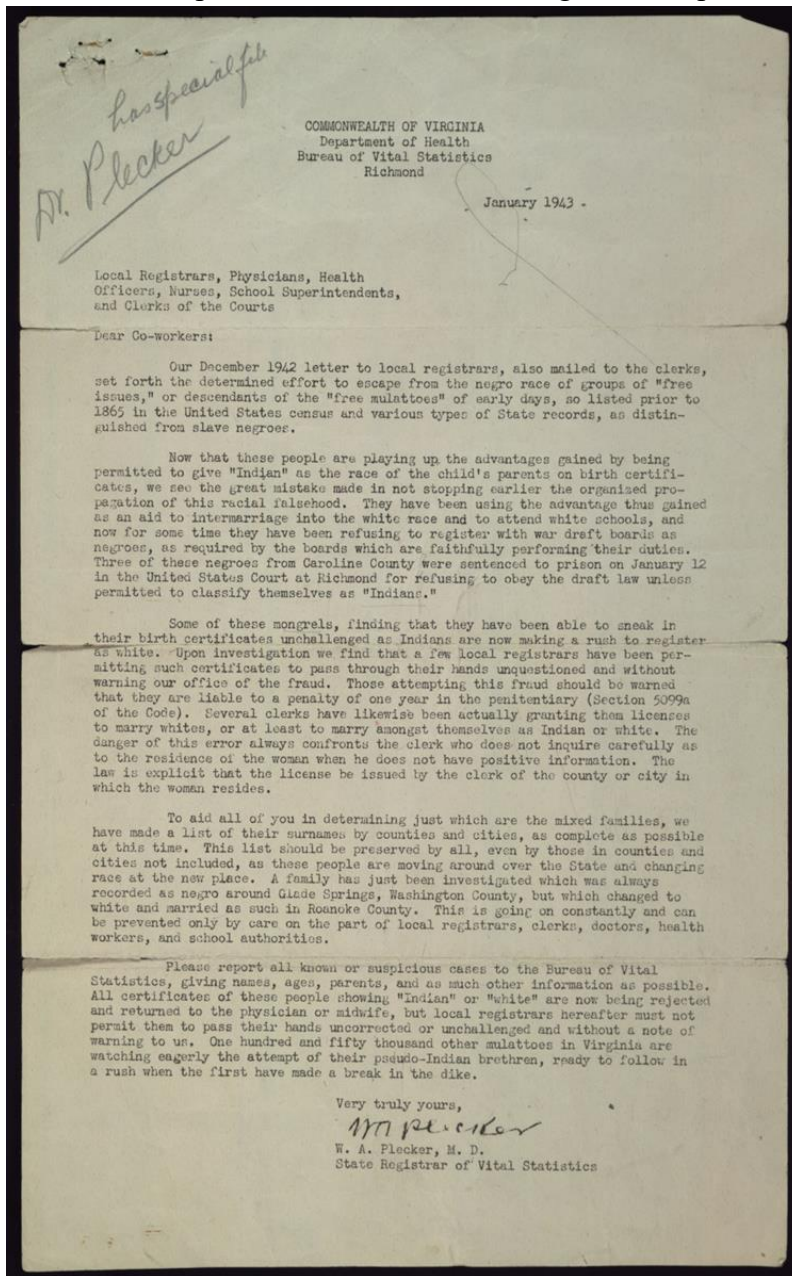 has special file
Dr. Plecker
COMMONWEALTH OF VIRGINIA
Department of Health
Bureau of Vital Statistics
Richmond
January 1943
Local Registrars, Physicians, Health
Officers, Nurses, School Superintendents,
and Clerks of the Courts
Dear Co-workers:
Our December 1942 letter to local registrars, also mailed to the clerks,
set forth the determined effort to escape from the negro race of groups of "free
issues," or descendants of the "free mulattoes" of early days, so listed prior to
1865 in the United States census and various types of State records, as distin-
guished from slave negroes.
Now that these people are playing up the advantages gained by being
permitted to give "Indian" as the race of the child's parents on birth certifi-
cates, we see the great mistake made in not stopping earlier the organized pro-
pagation of this racial falsehood. They have been using the advantage thus gained
as an aid to intermarriage into the white race and to attend white schools, and
now for some time they have been refusing to register with war draft boards as
negroes, as required by the boards which are faithfully performing their duties.
Three of these negroes from Caroline County were sentenced to prison on January 12
in the United States Court at Richmond for refusing to obey the draft law unless
permitted to classify themselves as "Indians."
Some of these mongrels, finding that they have been able to sneak in
their birth certificates unchallenged as Indians are now making a rush to register
as white. Upon investigation we find that a few local registrars have been per-
mitting such certificates to pass through their hands unquestioned and without
warning our office of the fraud. Those attempting this fraud should be warned
that they are liable to a penalty of one year in the penitentiary (Section 5099a
of the Code). Several clerks have likewise been actually granting them licenses
to marry whites, or at least to marry amongst themselves as Indian or white. The
danger of this error always confronts the clerk who does not inquire carefully as
to the residence of the woman when he does not have positive information. The
law is explicit that the license be issued by the clerk of the county or city in
which the woman resides.
To aid all of you in determining just which are the mixed families, we
have made a list of their surnames by counties and cities, as complete as possible
at this time. This list should be preserved by all, even by those in counties and
cities not included, as these people are moving around over the State and changing
race at the new place. A family has just been investigated which was always
recorded as negro around Glade Springs, Washington County, but which changed to
white and married as such in Roanoke County. This is going on constantly and can
be prevented only by care on the part of local registrars, clerks, doctors, health
workers, and school authorities.
Please report all known or suspicious cases to the Bureau of Vital
Statistics, giving names, ages, parents, and as much other information as possible.
All certificates of these people showing "Indian" or "white" are now being rejected
and returned to the physician or midwife, but local registrars hereafter must not
permit them to pass their hands uncorrected or unchallenged and without a note of
warning to us. One hundred and fifty thousand other mulattoes in Virginia are
watching eagerly the attempt of their pseudo-Indian brethren, ready to follow in
a rush when the first have made a break in the dike.
Very truly yours,
W A Plecker
W. A. Plecker, M. D.
State Registrar of Vital Statistics